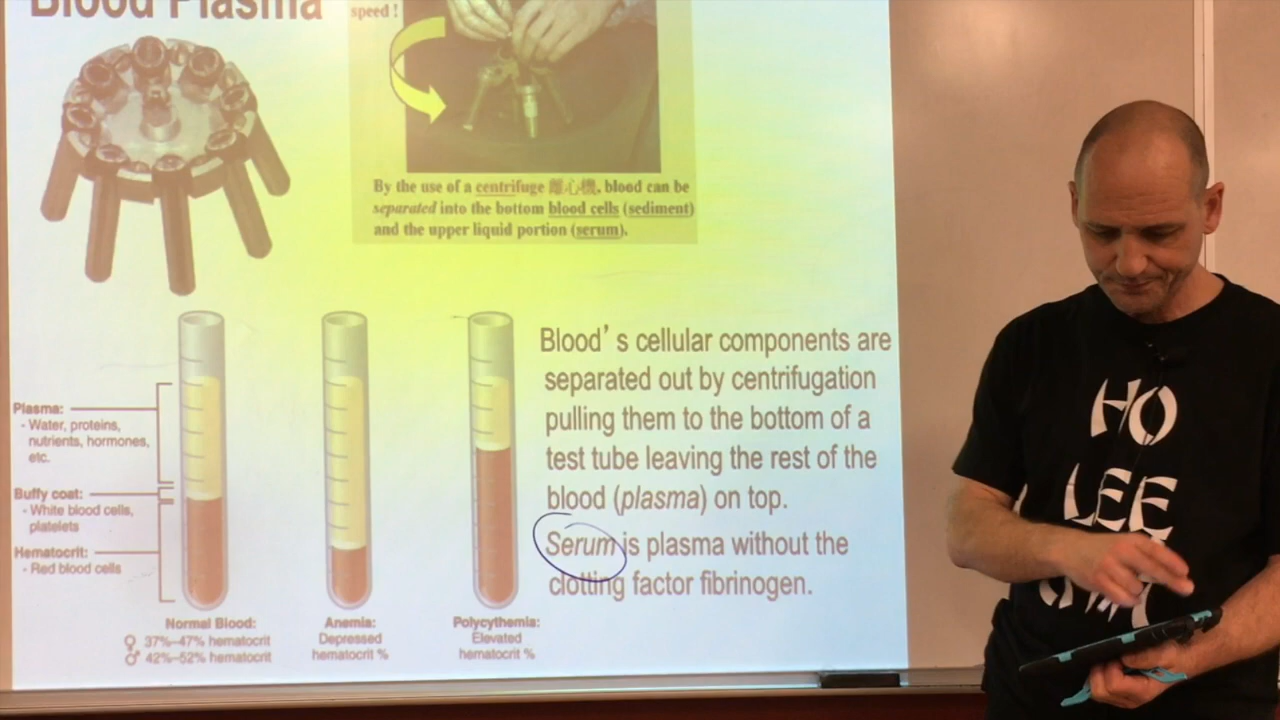 Blood Plasma
speed !
By the use of a centrifuge 離心機, blood can be
separated into the bottom blood cells (sediment)
and the upper liquid portion (serum).
Blood's cellular components are
separated out by centrifugation
pulling them to the bottom of a
test tube leaving the rest of the
blood (plasma) on top.
Serum is plasma without the
clotting factor fibrinogen.
Plasma:
- Water, proteins,
nutrients, hormones,
etc.
Buffy coat:
- White blood cells,
platelets
Hematocrit:
- Red blood cells
Normal Blood:
♀ 37%–47% hematocrit
♂ 42%–52% hematocrit
Anemia:
Depressed
hematocrit %
Polycythemia:
Elevated
hematocrit %
HO
LEE